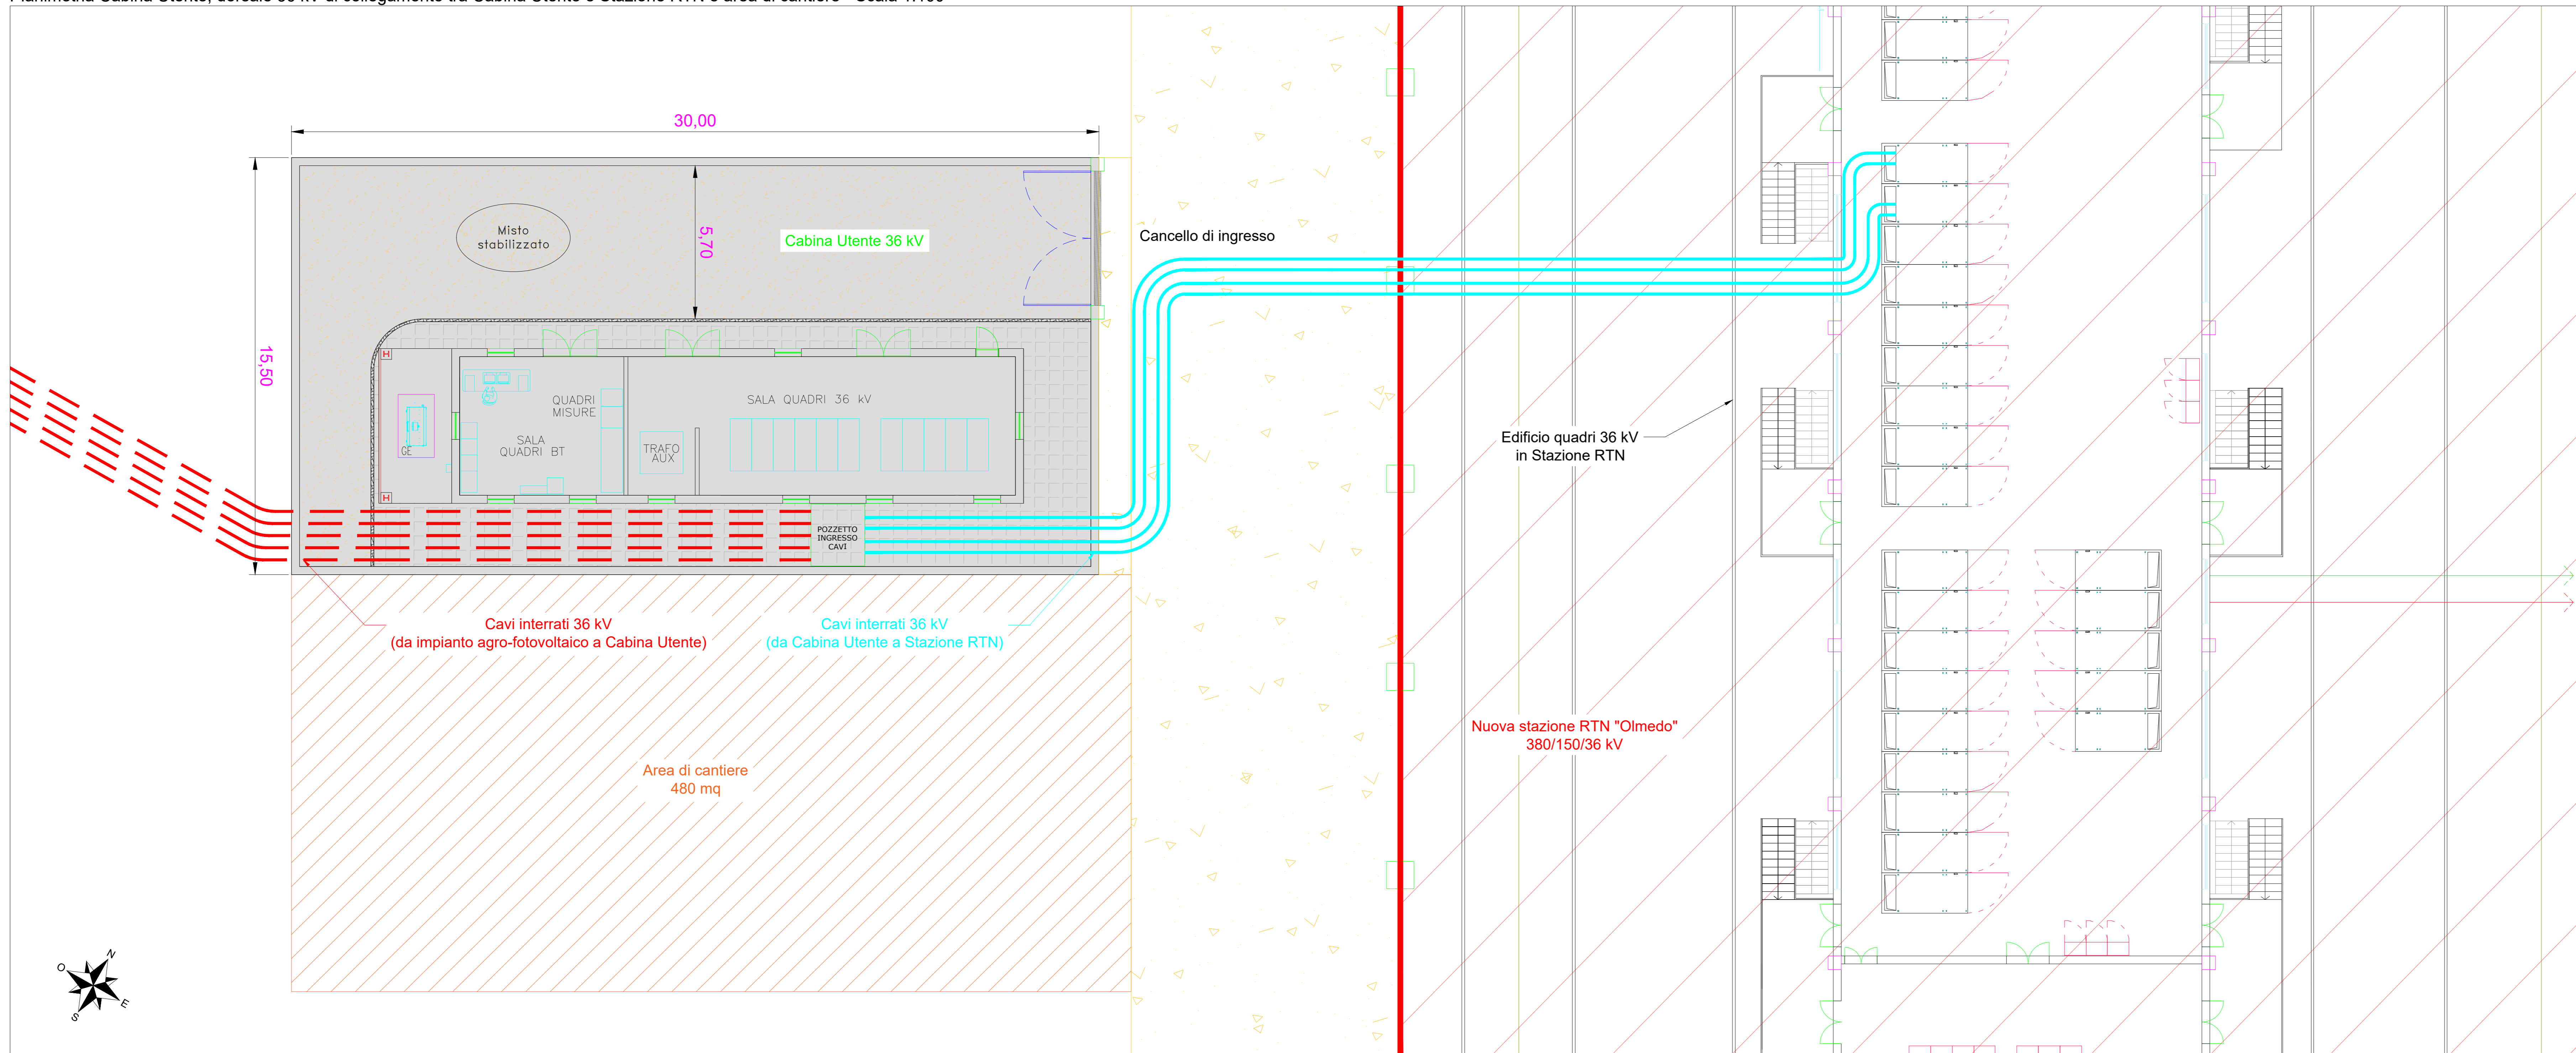 30,00
Misto
stabilizzato
5,70
Cabina Utente 36 kV
Cancello di ingresso
15,50
H
QUADRI
MISURE
SALA QUADRI 36 kV
GE
SALA
QUADRI BT
TRAFO
AUX
H
POZZETTO
INGRESSO
CAVI
Edificio quadri 36 kV
in Stazione RTN
Cavi interrati 36 kV
(da impianto agro-fotovoltaico a Cabina Utente)
Cavi interrati 36 kV
(da Cabina Utente a Stazione RTN)
Nuova stazione RTN "Olmedo"
380/150/36 kV
Area di cantiere
480 mq
N
O
E
S